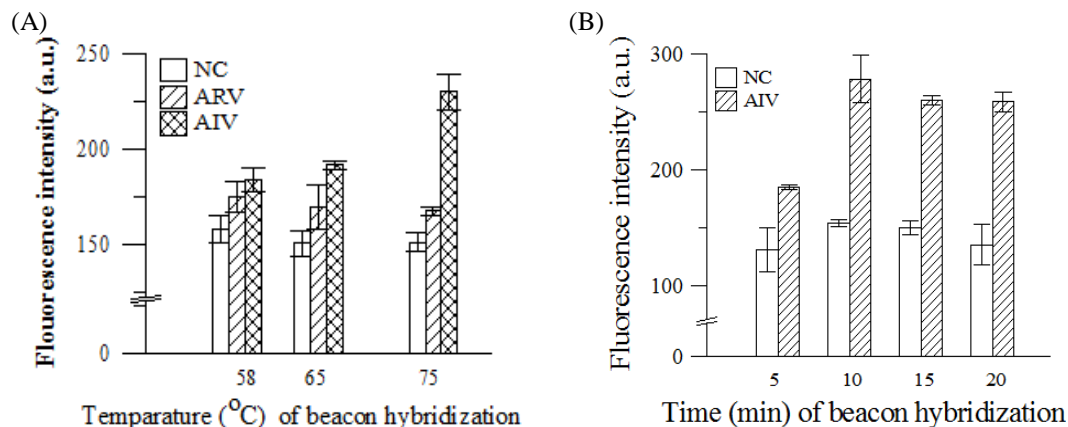 (A)
250
200
150
0
NC
ARV
AIV
Flouorescence intensity (a.u.)
58 65 75
Temparature (°C) of beacon hybridization
(B)
300
200
100
0
NC
AIV
Fluorescence intensity (a.u.)
5 10 15 20
Time (min) of beacon hybridization